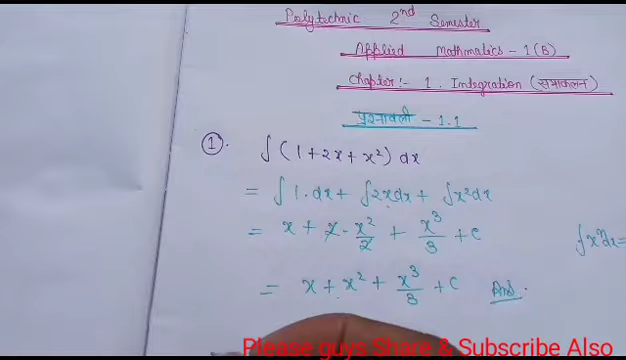 Polytechnic 2nd Semester
Applied Mathematics - 1(B)
Chapter :- 1. Integration (समाकलन)
प्रश्नावली - 1.1
1. ∫(1+2x+x²) dx
= ∫1.dx + ∫2xdx + ∫x²dx
= x + 2·x²/2 + x³/3 + c
∫xⁿdx =
= x + x² + x³/3 + c Ans.
Please guys Share & Subscribe Also